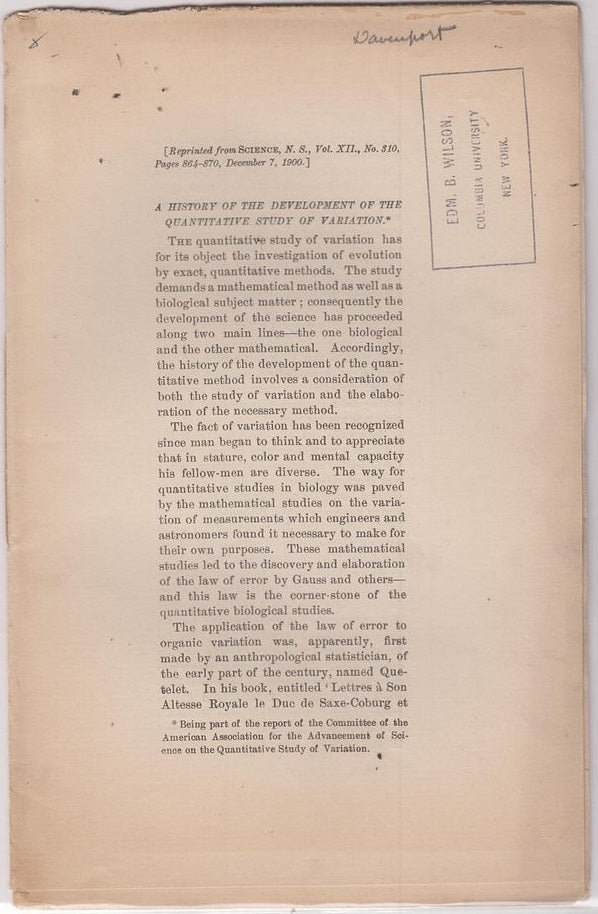 x
Davenport
EDM. B. WILSON,
COLUMBIA UNIVERSITY
NEW YORK.
[Reprinted from SCIENCE, N. S., Vol. XII., No. 310,
Pages 864–870, December 7, 1900.]
A HISTORY OF THE DEVELOPMENT OF THE
QUANTITATIVE STUDY OF VARIATION.*
THE quantitative study of variation has
for its object the investigation of evolution
by exact, quantitative methods. The study
demands a mathematical method as well as a
biological subject matter ; consequently the
development of the science has proceeded
along two main lines—the one biological
and the other mathematical. Accordingly,
the history of the development of the quan-
titative method involves a consideration of
both the study of variation and the elabo-
ration of the necessary method.
The fact of variation has been recognized
since man began to think and to appreciate
that in stature, color and mental capacity
his fellow-men are diverse. The way for
quantitative studies in biology was paved
by the mathematical studies on the varia-
tion of measurements which engineers and
astronomers found it necessary to make for
their own purposes. These mathematical
studies led to the discovery and elaboration
of the law of error by Gauss and others—
and this law is the corner-stone of the
quantitative biological studies.
The application of the law of error to
organic variation was, apparently, first
made by an anthropological statistician, of
the early part of the century, named Que-
telet. In his book, entitled ' Lettres à Son
Altesse Royale le Duc de Saxe-Coburg et
* Being part of the report of the Committee of the
American Association for the Advancement of Sci-
ence on the Quantitative Study of Variation.